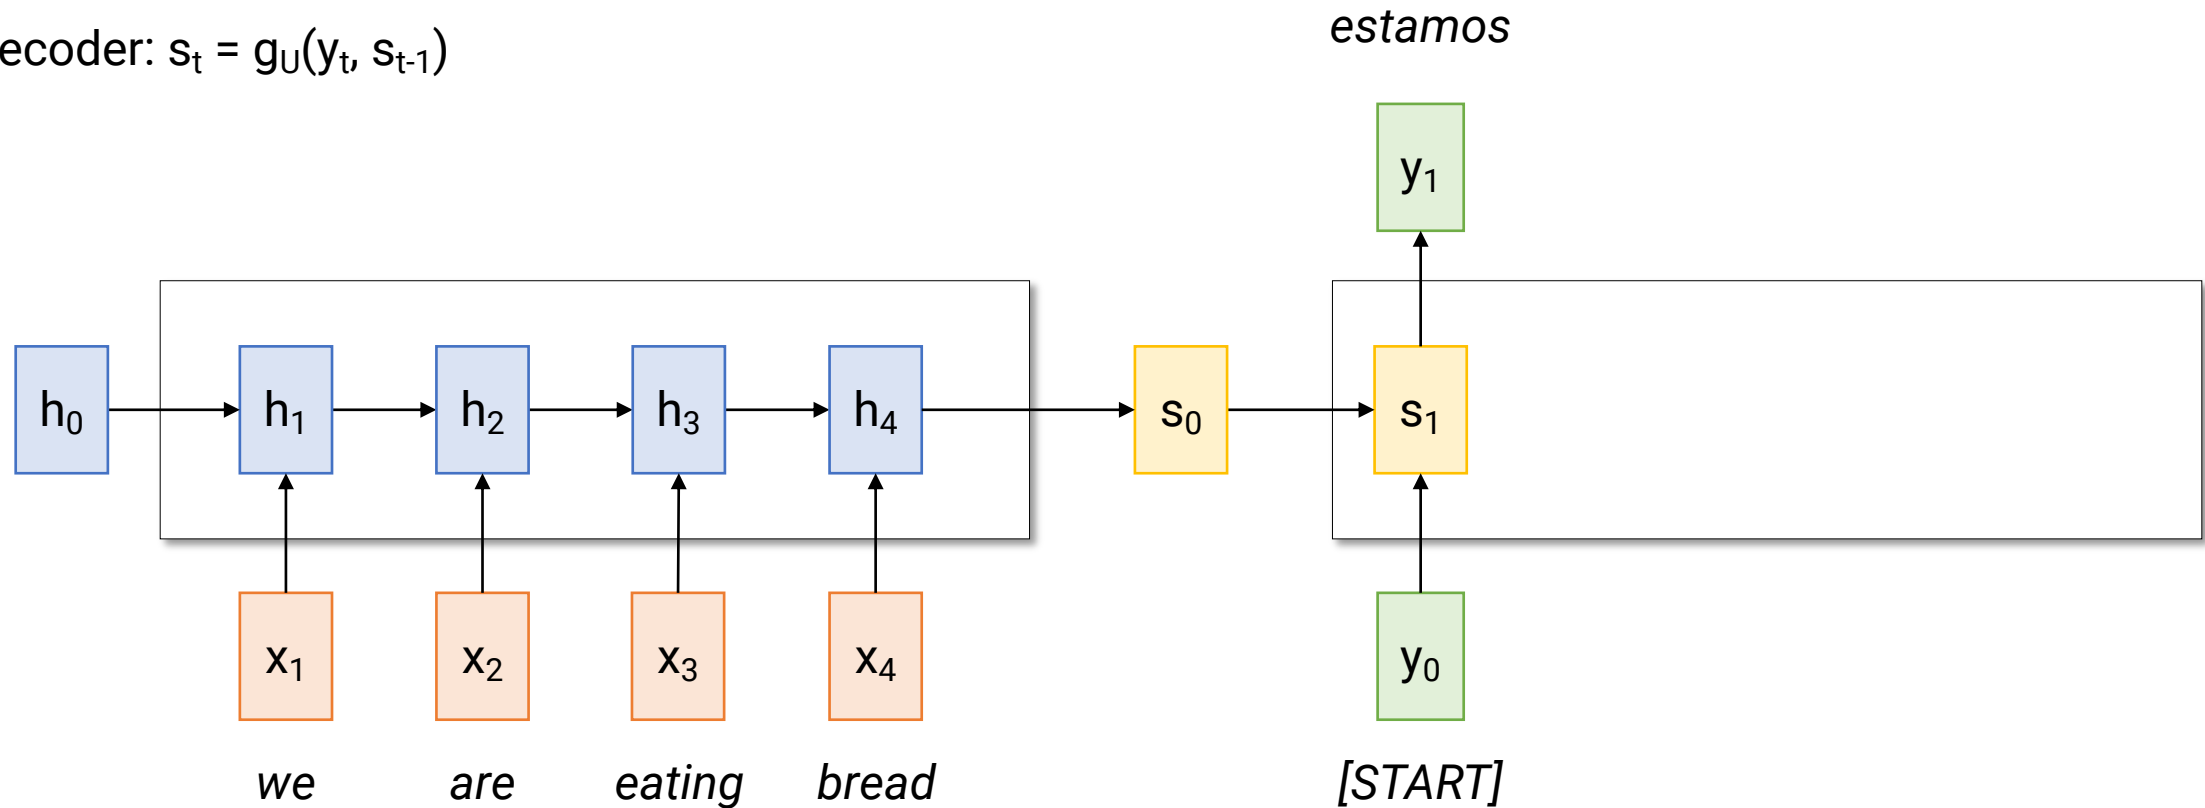 ecoder: sₜ = g_U(yₜ, sₜ₋₁)
estamos
y₁
h₀ h₁ h₂ h₃ h₄ s₀ s₁
x₁ x₂ x₃ x₄ y₀
we are eating bread [START]